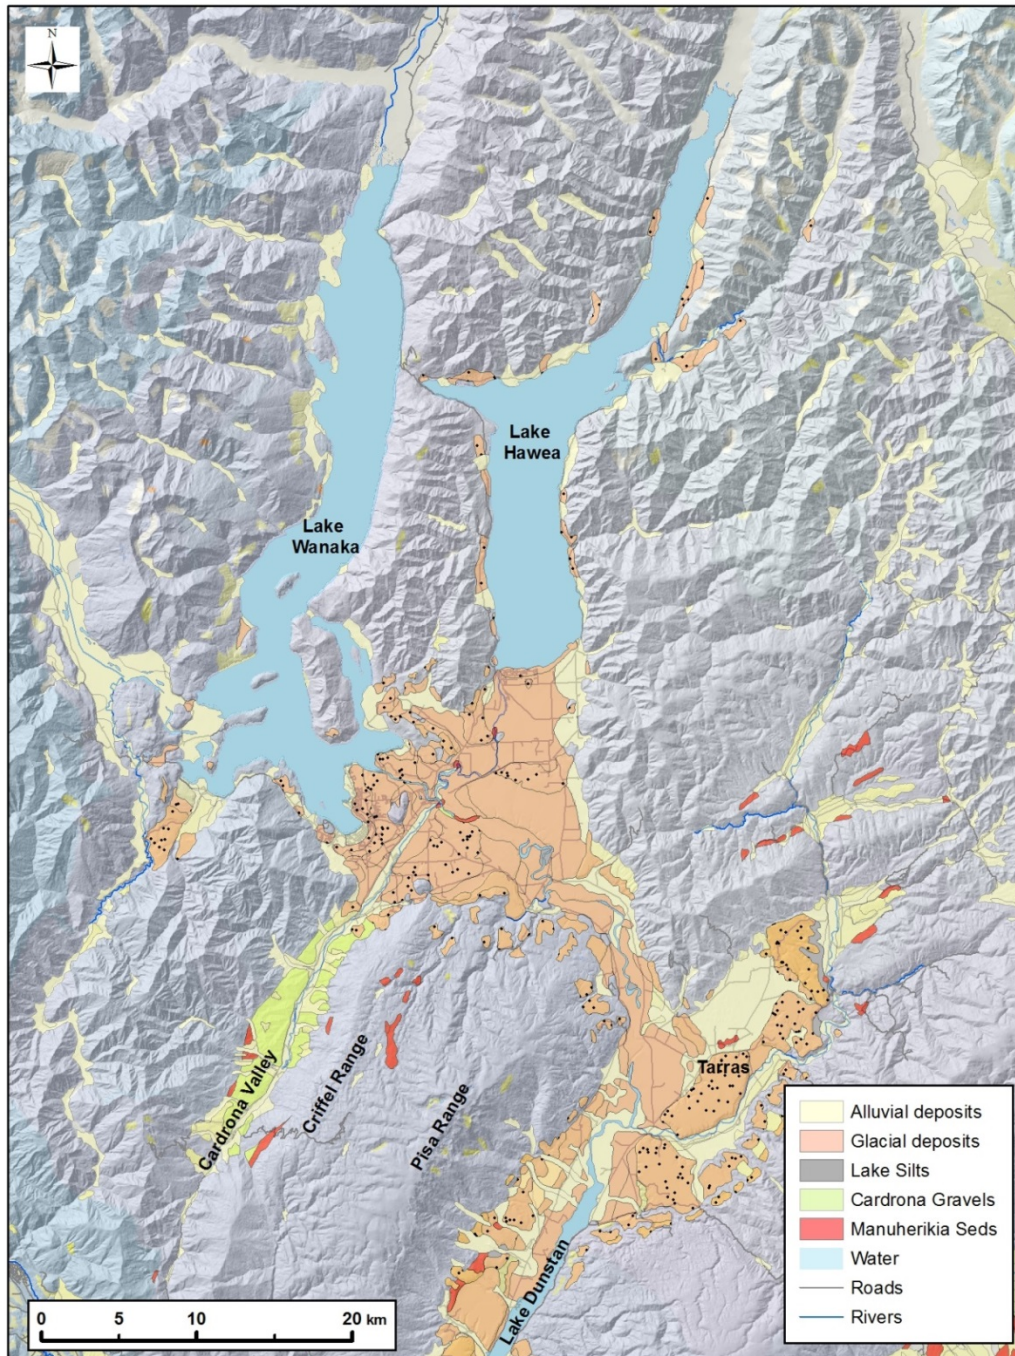 N
Lake
Hawea
Lake
Wanaka
Tarras
Cardrona Valley
Criffel Range
Pisa Range
Lake Dunstan
Alluvial deposits
Glacial deposits
Lake Silts
Cardrona Gravels
Manuherikia Seds
Water
Roads
Rivers
0 5 10 20 km